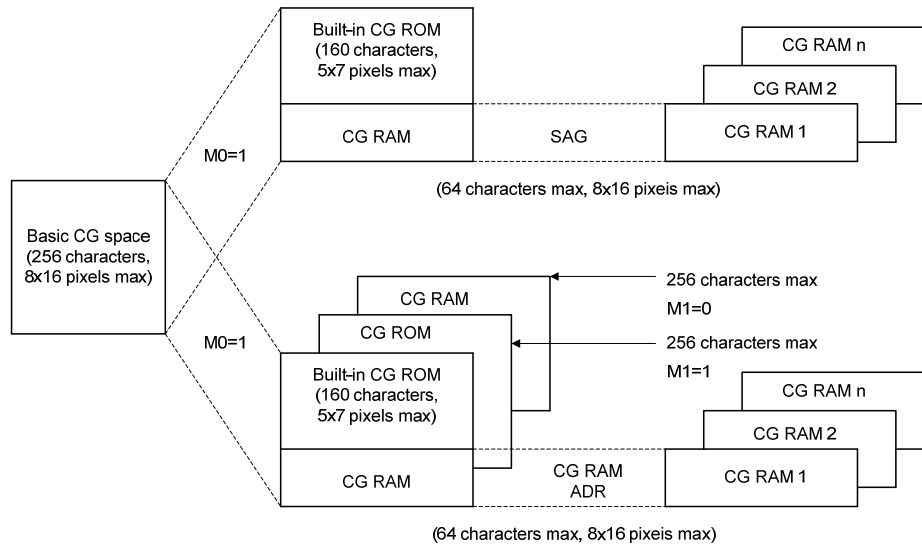 Built-in CG ROM
(160 characters,
5x7 pixels max)
CG RAM
M0=1
SAG
CG RAM n
CG RAM 2
CG RAM 1
(64 characters max, 8x16 pixeis max)
Basic CG space
(256 characters,
8x16 pixels max)
M0=1
CG RAM
CG ROM
Built-in CG ROM
(160 characters,
5x7 pixels max)
CG RAM
256 characters max
M1=0
256 characters max
M1=1
CG RAM
ADR
CG RAM n
CG RAM 2
CG RAM 1
(64 characters max, 8x16 pixels max)